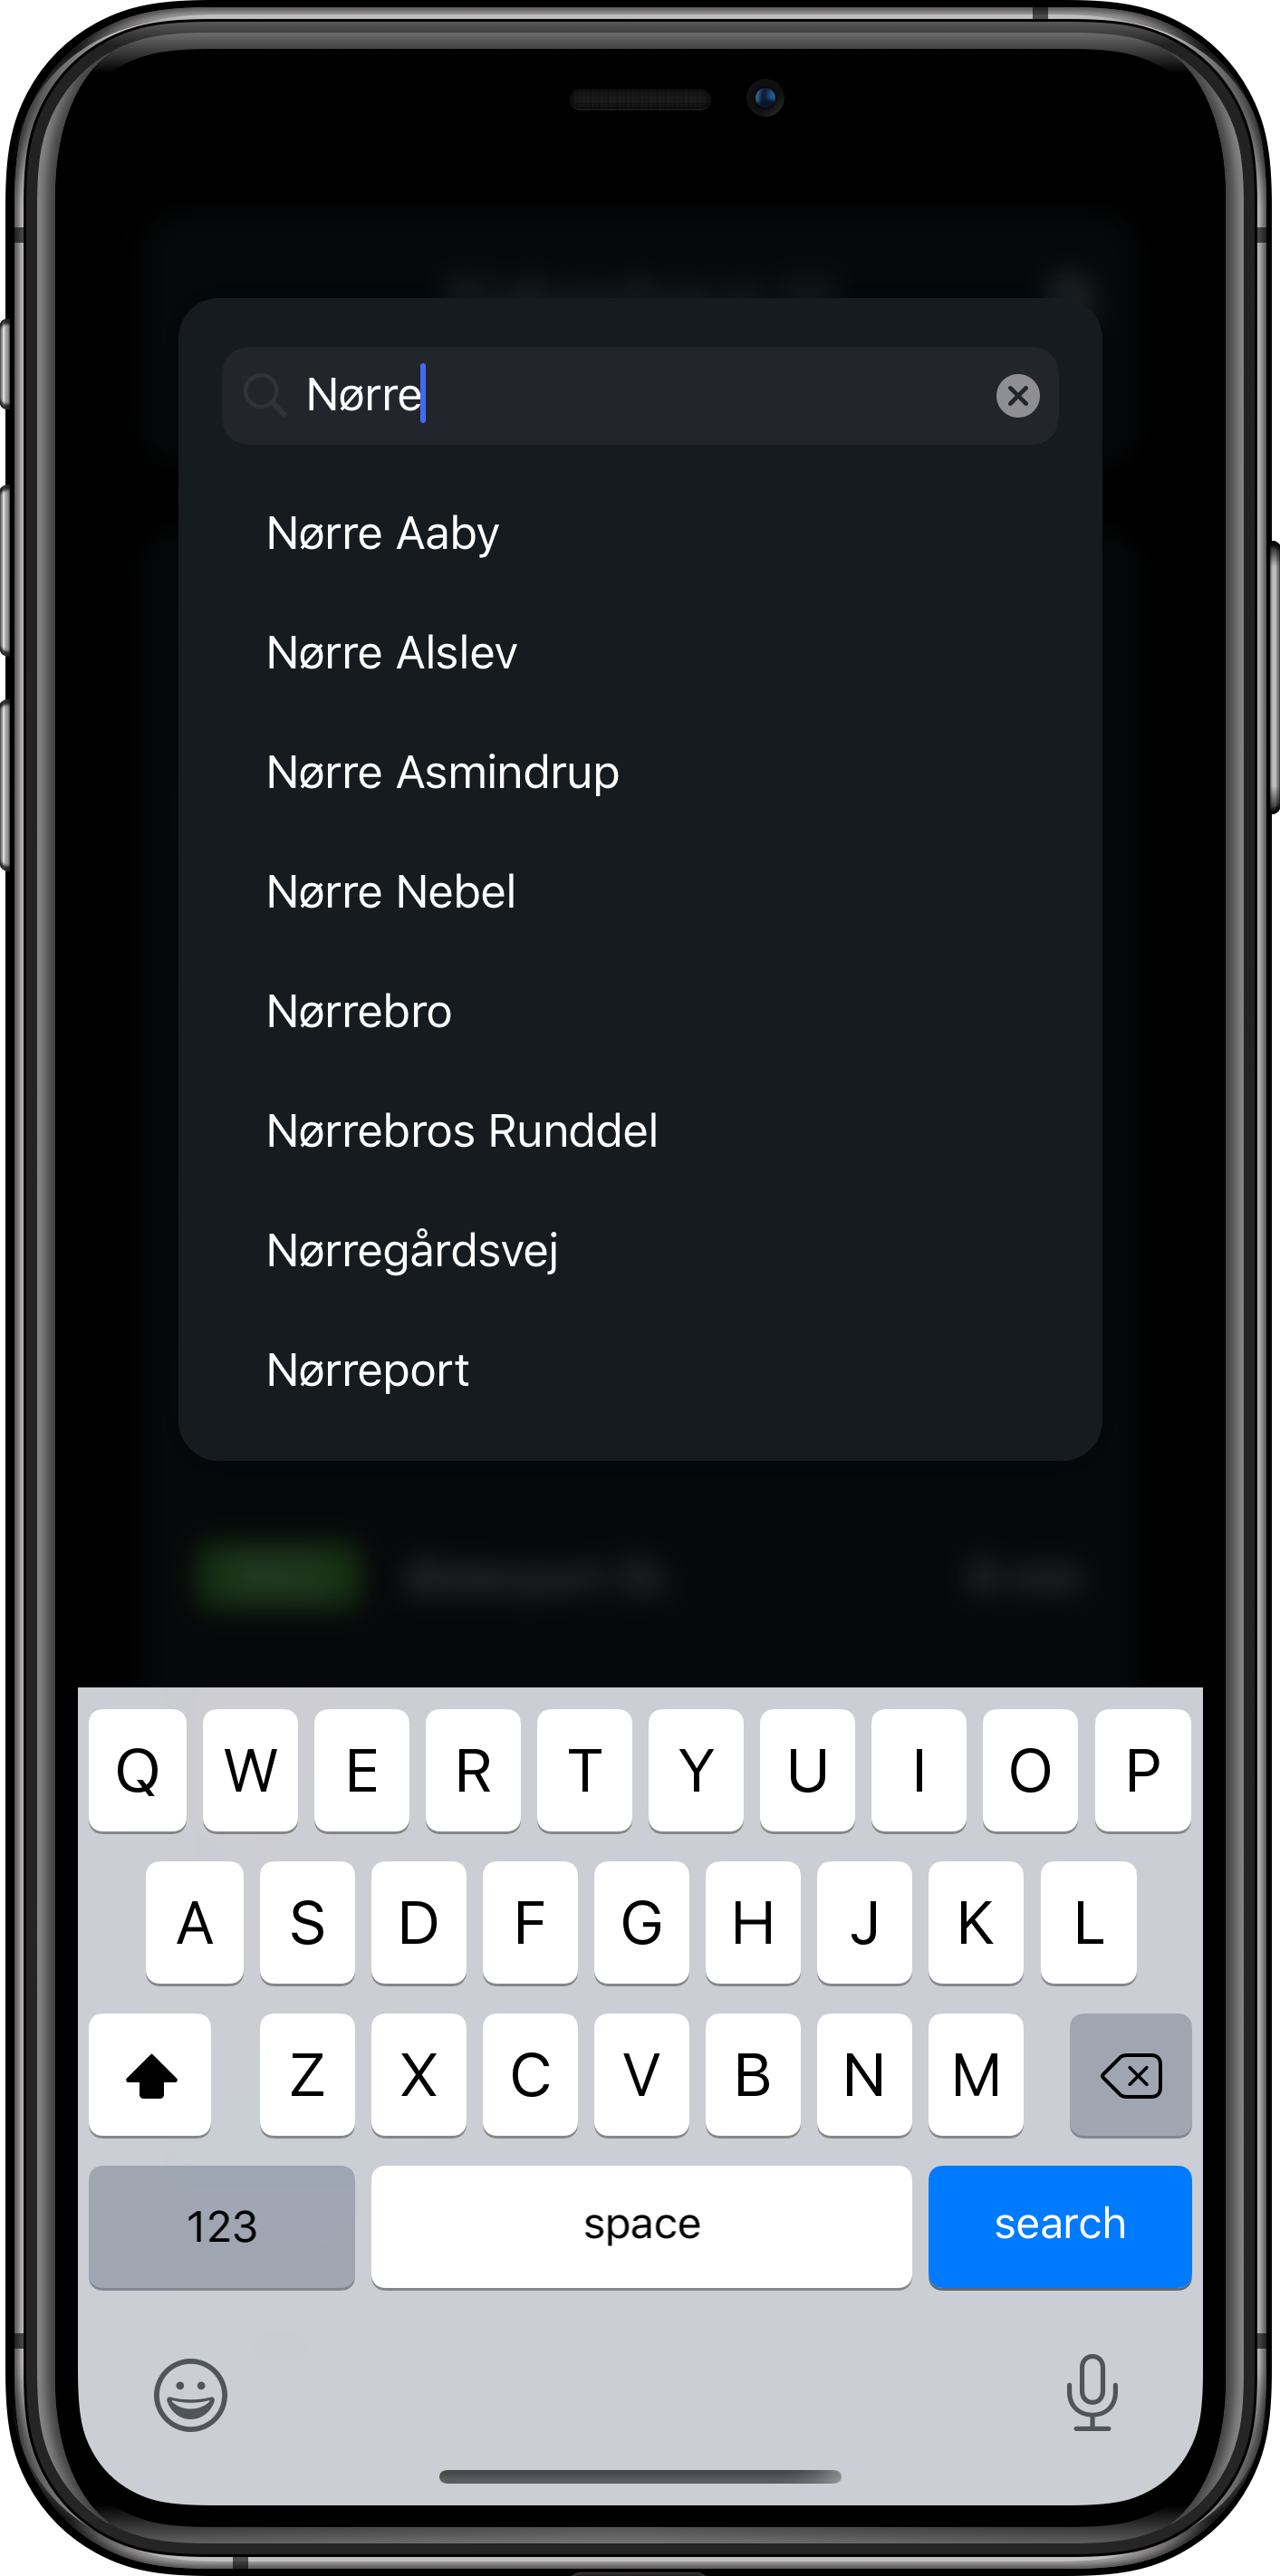 Nørre
Nørre Aaby
Nørre Alslev
Nørre Asmindrup
Nørre Nebel
Nørrebro
Nørrebros Runddel
Nørregårdsvej
Nørreport
Q W E R T Y U I O P
A S D F G H J K L
Z X C V B N M
123 space search